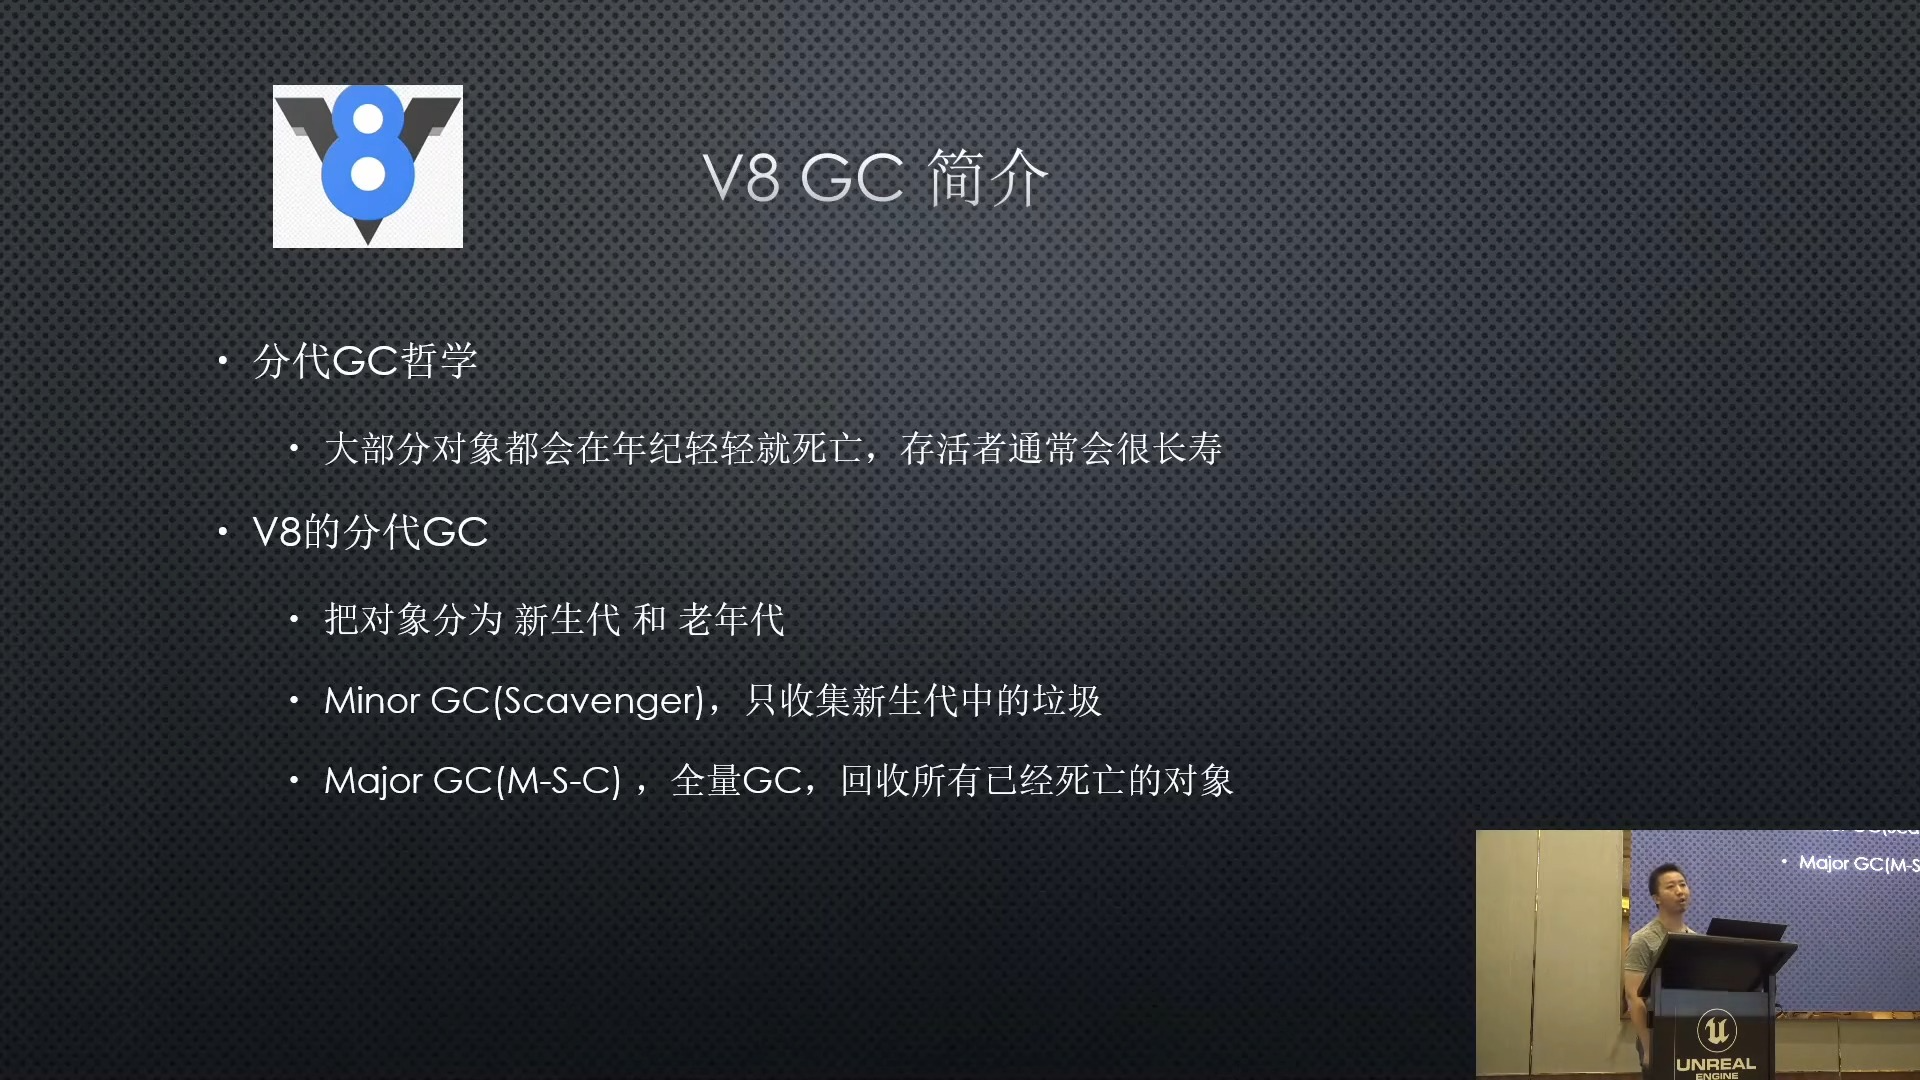 V8
V8 GC 简介
• 分代GC哲学
• 大部分对象都会在年纪轻轻就死亡，存活者通常会很长寿
• V8的分代GC
• 把对象分为 新生代 和 老年代
• Minor GC(Scavenger)，只收集新生代中的垃圾
• Major GC(M-S-C) ，全量GC，回收所有已经死亡的对象
• Major GC(M-S
UNREAL
ENGINE